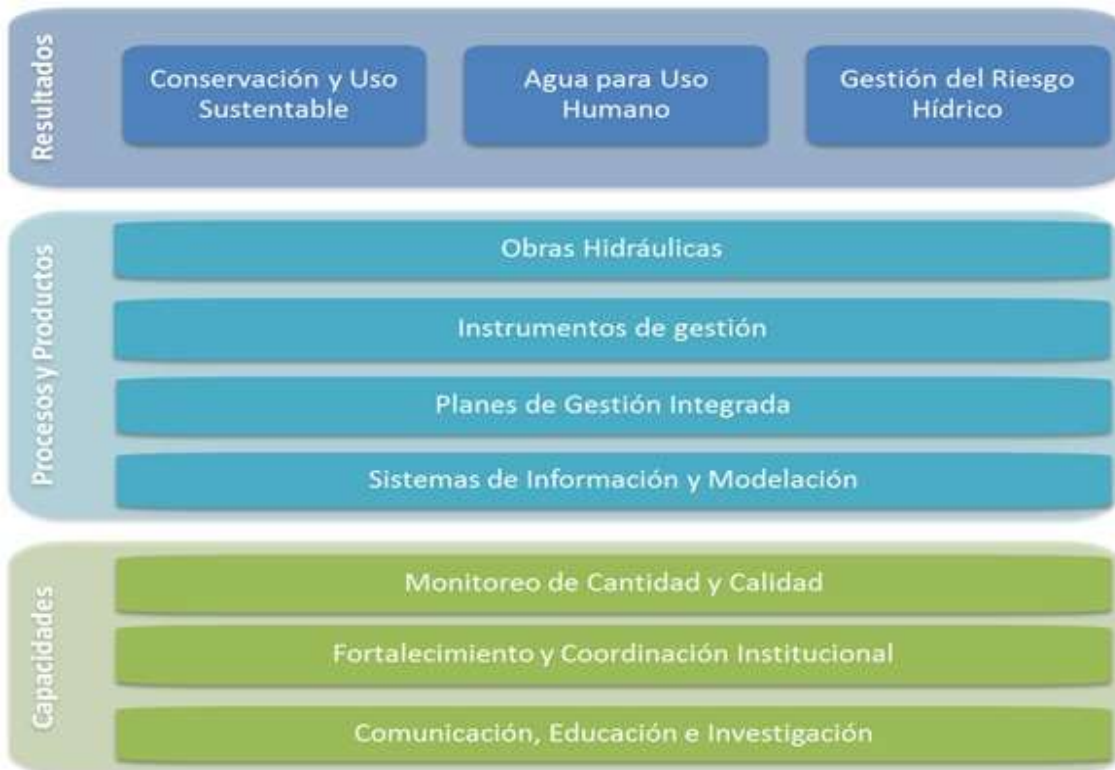 Resultados
Conservación y Uso
Sustentable
Agua para Uso
Humano
Gestión del Riesgo
Hídrico
Procesos y Productos
Obras Hidráulicas
Instrumentos de gestión
Planes de Gestión Integrada
Sistemas de Información y Modelación
Capacidades
Monitoreo de Cantidad y Calidad
Fortalecimiento y Coordinación Institucional
Comunicación, Educación e Investigación